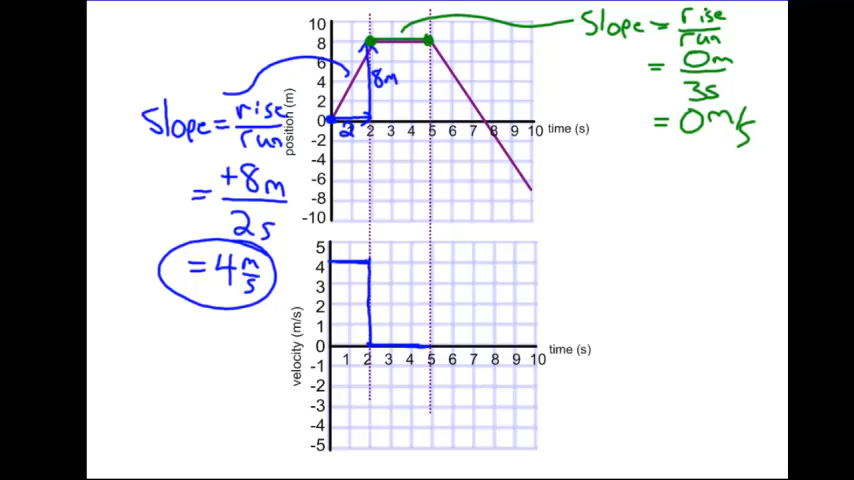 Slope = rise
run
= 0m
3s
= 0 m/s
10
8
6
4
2
0
-2
-4
-6
-8
-10
position (m)
1 2 3 4 5 6 7 8 9 10 time (s)
8m
2
Slope = rise
run
= +8m
2s
= 4 m
s
5
4
3
2
1
0
-1
-2
-3
-4
-5
velocity (m/s)
time (s)
1 2 3 4 5 6 7 8 9 10